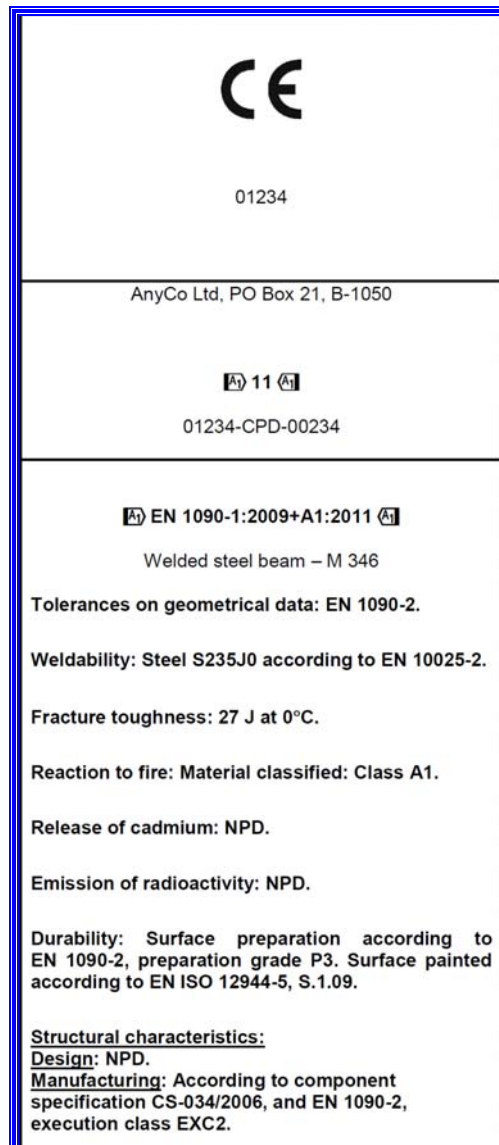 CE
01234
AnyCo Ltd, PO Box 21, B-1050
A1 11 A1
01234-CPD-00234
A1 EN 1090-1:2009+A1:2011 A1
Welded steel beam – M 346
Tolerances on geometrical data: EN 1090-2.
Weldability: Steel S235J0 according to EN 10025-2.
Fracture toughness: 27 J at 0°C.
Reaction to fire: Material classified: Class A1.
Release of cadmium: NPD.
Emission of radioactivity: NPD.
Durability: Surface preparation according to
EN 1090-2, preparation grade P3. Surface painted
according to EN ISO 12944-5, S.1.09.
Structural characteristics:
Design: NPD.
Manufacturing: According to component
specification CS-034/2006, and EN 1090-2,
execution class EXC2.